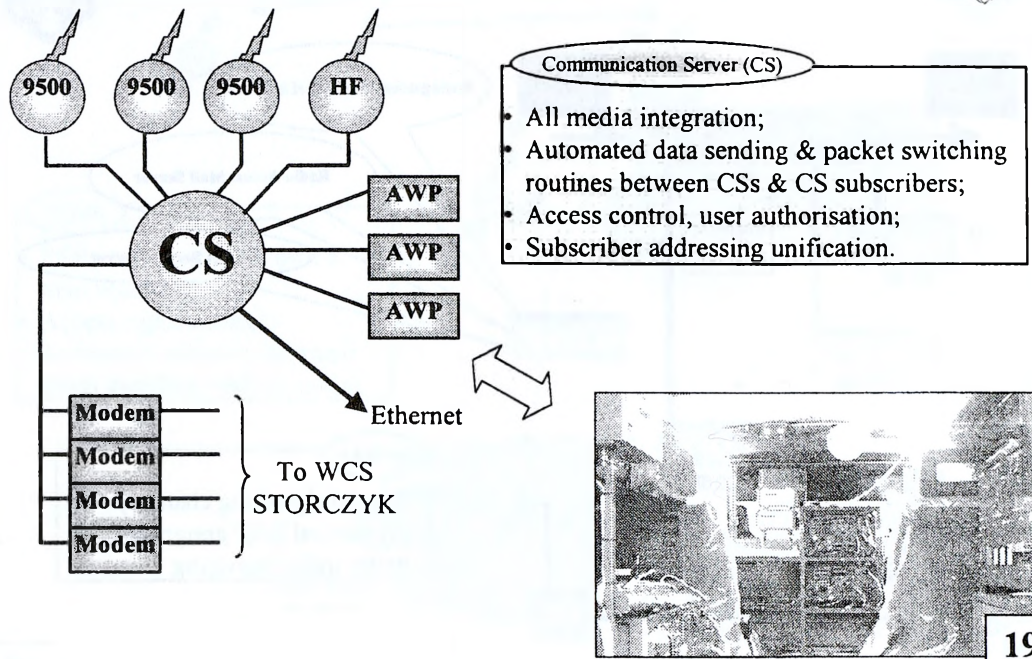 9500 9500 9500 HF
Communication Server (CS)
• All media integration;
• Automated data sending & packet switching
routines between CSs & CS subscribers;
• Access control, user authorisation;
• Subscriber addressing unification.
CS
AWP
AWP
AWP
Ethernet
Modem
Modem
Modem
Modem
To WCS
STORCZYK
19